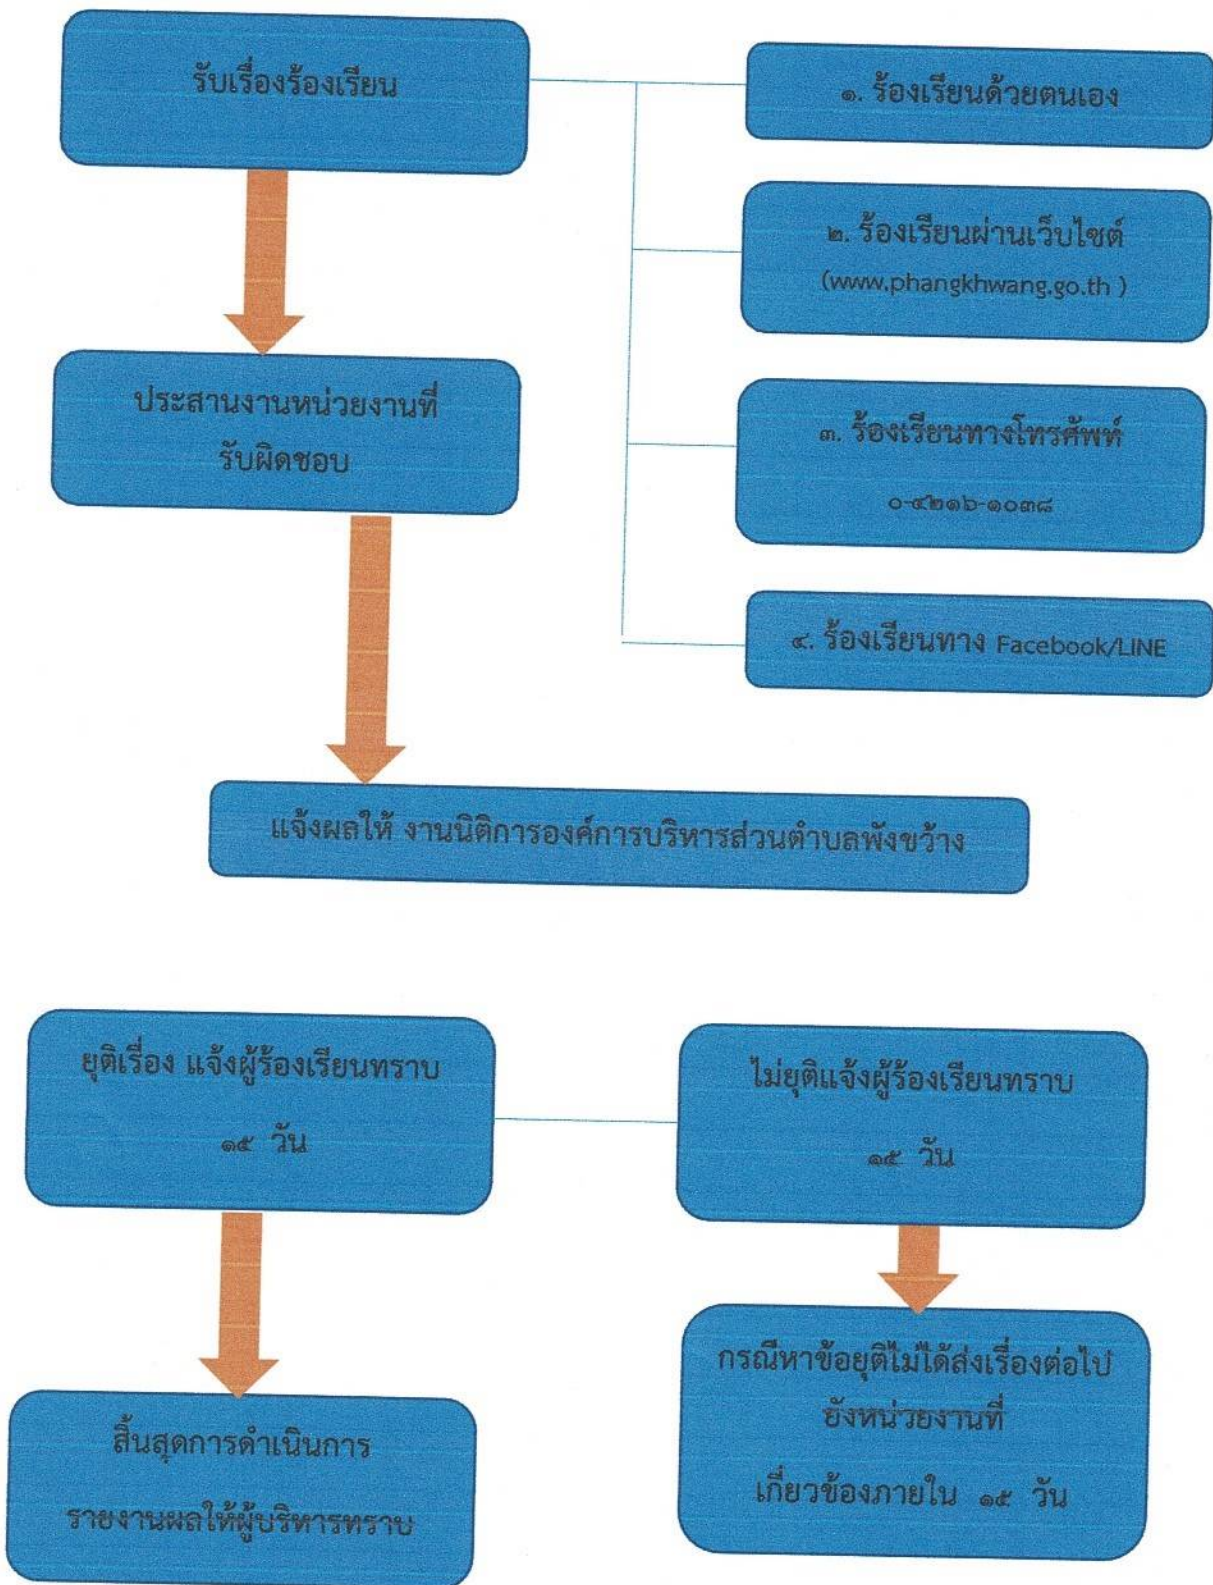 รับเรื่องร้องเรียน
๑. ร้องเรียนด้วยตนเอง
๒. ร้องเรียนผ่านเว็บไซต์
(www.phangkhwang.go.th )
๓. ร้องเรียนทางโทรศัพท์
๐-๔๒๑๖-๑๐๓๘
๔. ร้องเรียนทาง Facebook/LINE
ประสานงานหน่วยงานที่
รับผิดชอบ
แจ้งผลให้ งานนิติการองค์การบริหารส่วนตำบลพังขว้าง
ยุติเรื่อง แจ้งผู้ร้องเรียนทราบ
๑๕ วัน
ไม่ยุติแจ้งผู้ร้องเรียนทราบ
๑๕ วัน
สิ้นสุดการดำเนินการ
รายงานผลให้ผู้บริหารทราบ
กรณีหาข้อยุติไม่ได้ส่งเรื่องต่อไป
ยังหน่วยงานที่
เกี่ยวข้องภายใน ๑๕ วัน